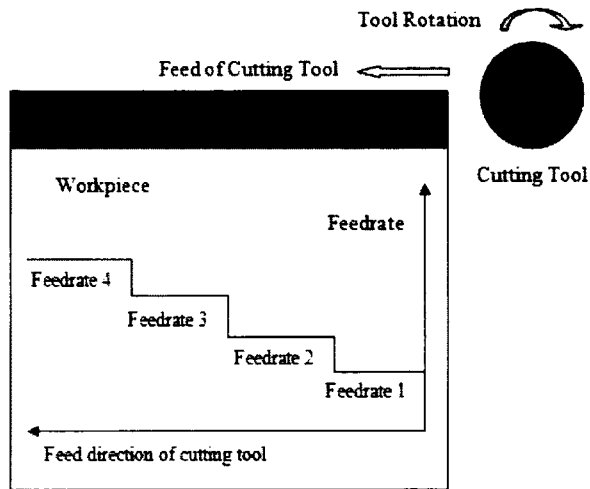 Tool Rotation
Feed of Cutting Tool
Cutting Tool
Workpiece
Feedrate
Feedrate 4
Feedrate 3
Feedrate 2
Feedrate 1
Feed direction of cutting tool